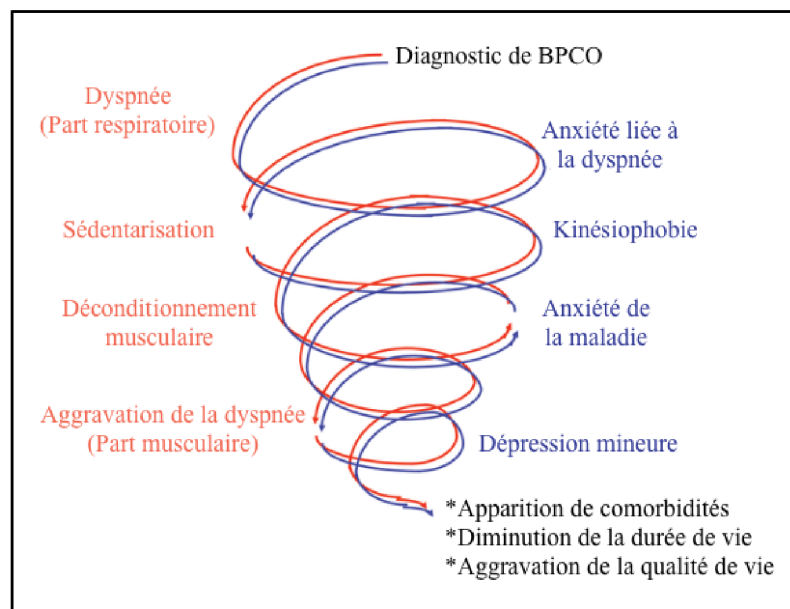 Diagnostic de BPCO
Dyspnée
(Part respiratoire)
Anxiété liée à
la dyspnée
Sédentarisation
Kinésiophobie
Déconditionnement
musculaire
Anxiété de
la maladie
Aggravation de la dyspnée
(Part musculaire)
Dépression mineure
*Apparition de comorbidités
*Diminution de la durée de vie
*Aggravation de la qualité de vie